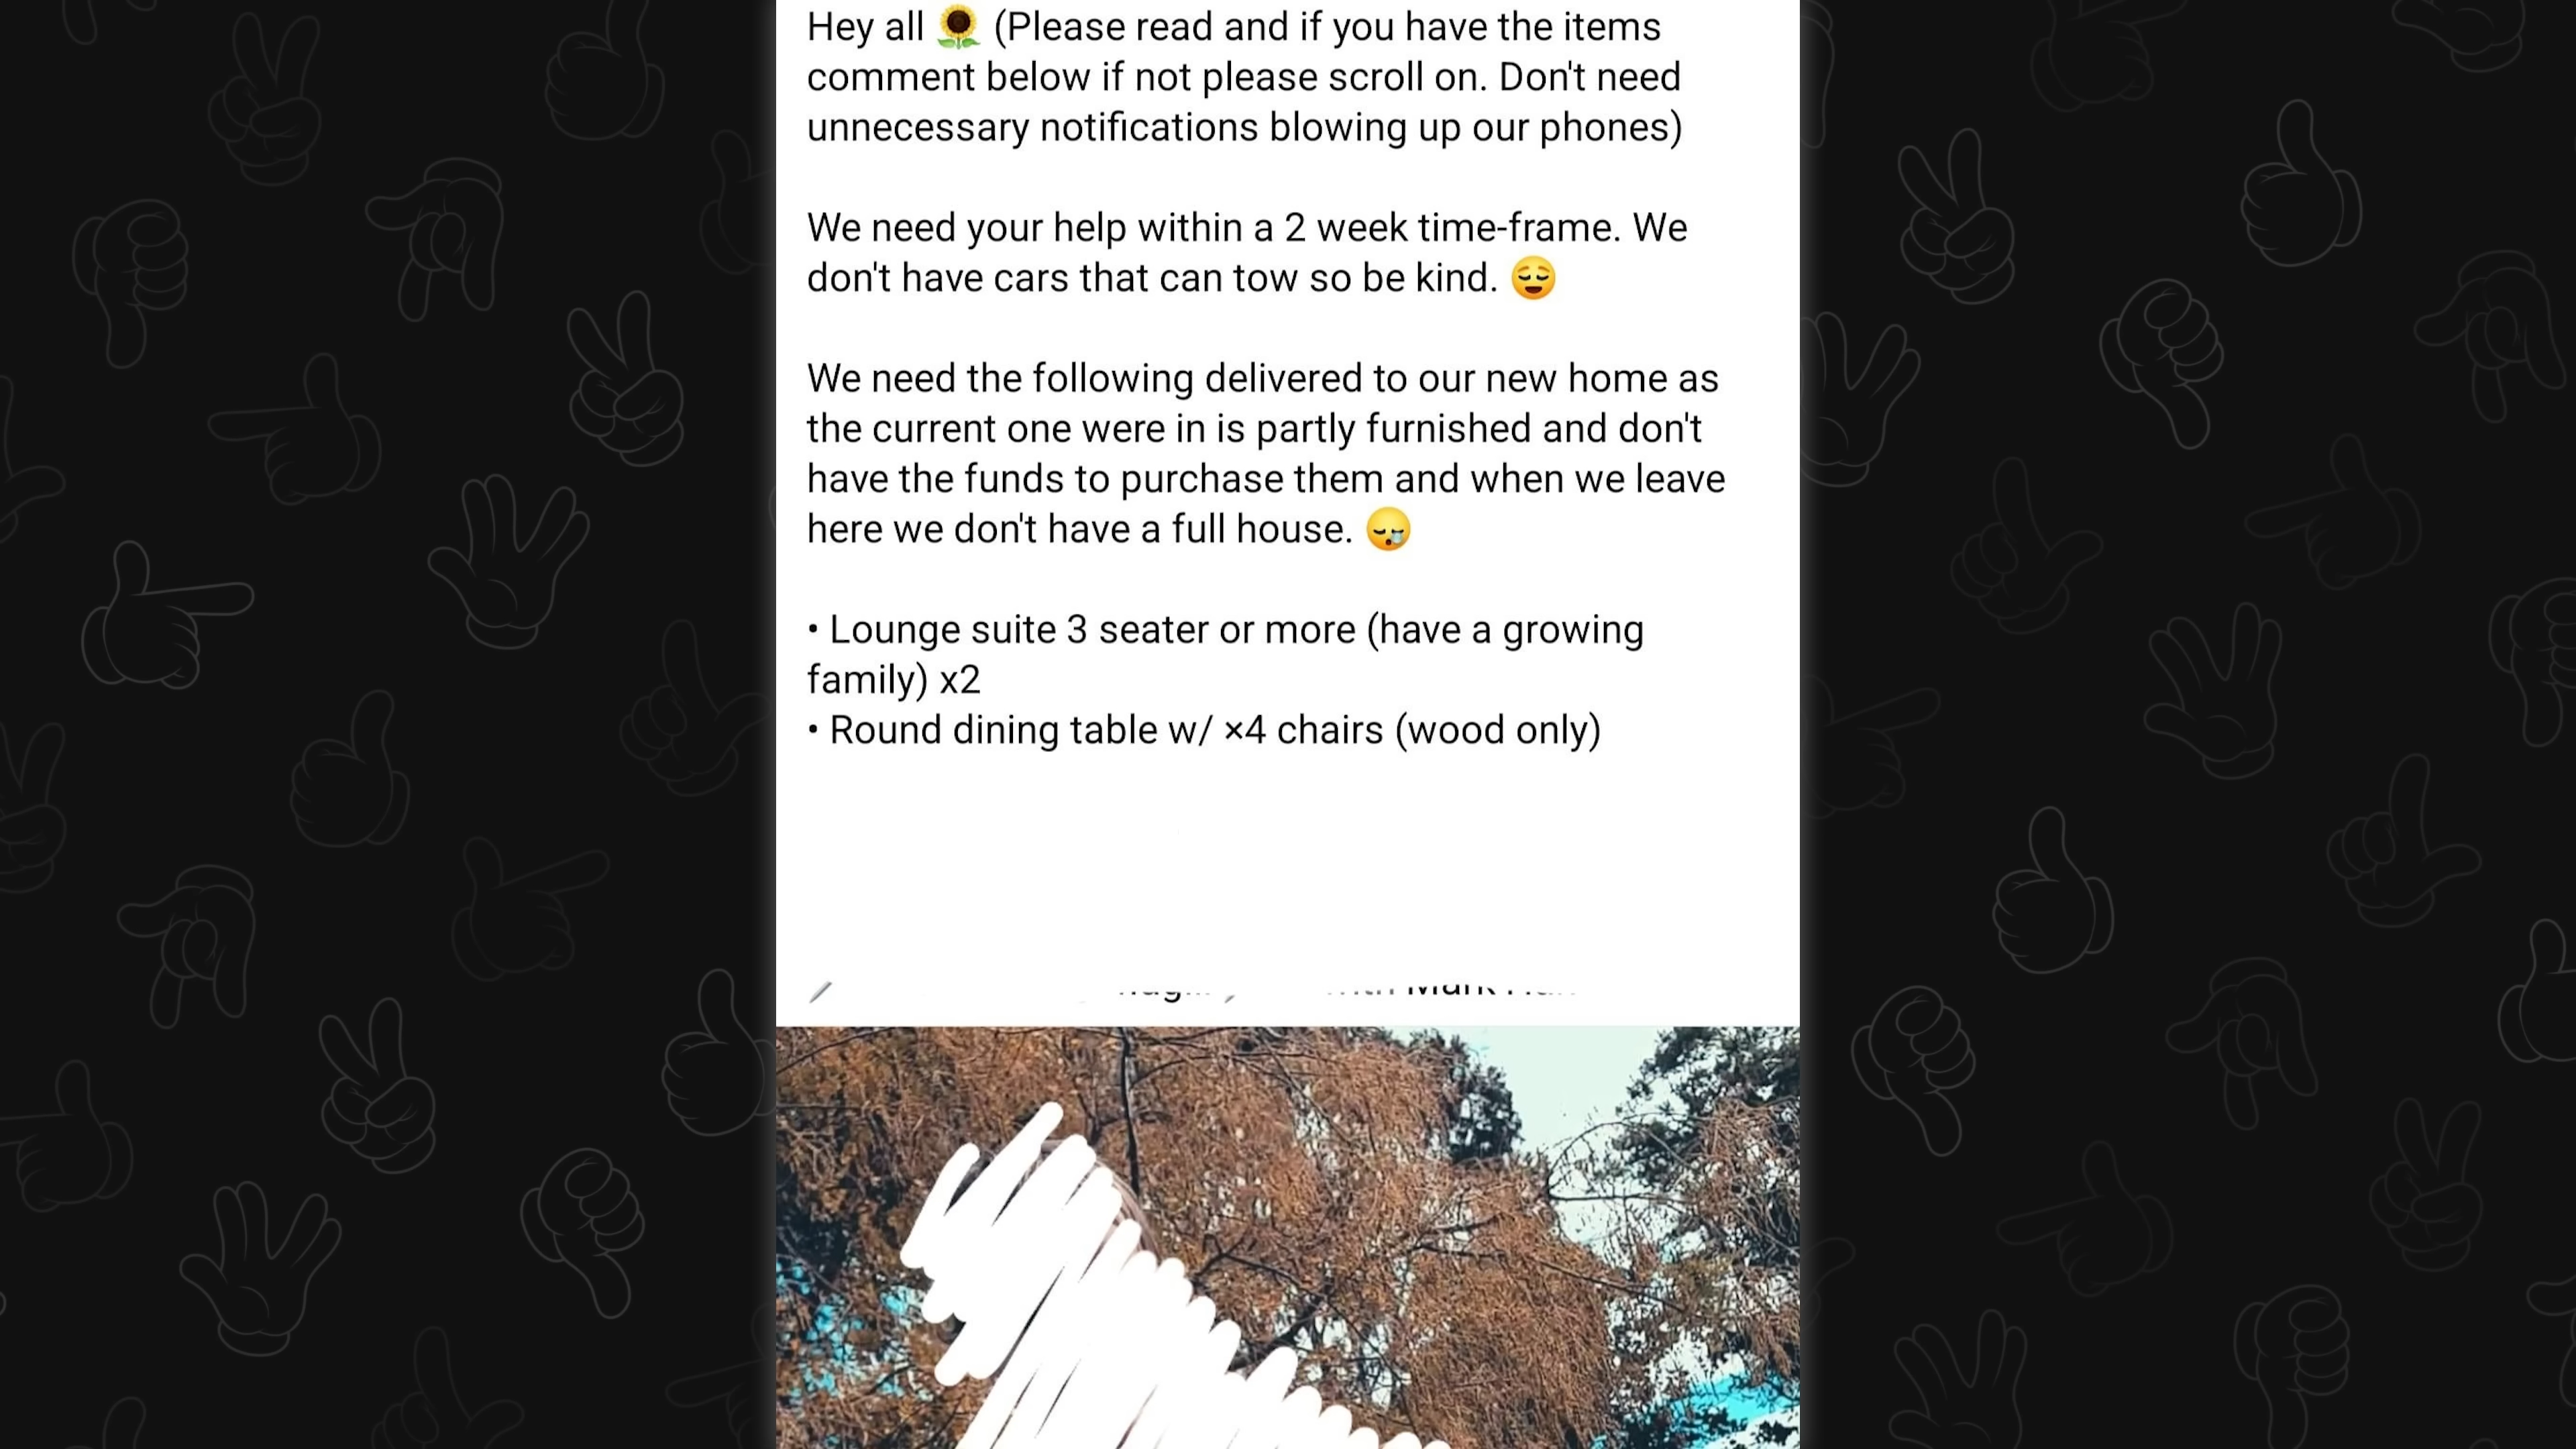 Hey all 🌻 (Please read and if you have the items
comment below if not please scroll on. Don't need
unnecessary notifications blowing up our phones)
We need your help within a 2 week time-frame. We
don't have cars that can tow so be kind. 😌
We need the following delivered to our new home as
the current one were in is partly furnished and don't
have the funds to purchase them and when we leave
here we don't have a full house. 😪
• Lounge suite 3 seater or more (have a growing
family) x2
• Round dining table w/ ×4 chairs (wood only)